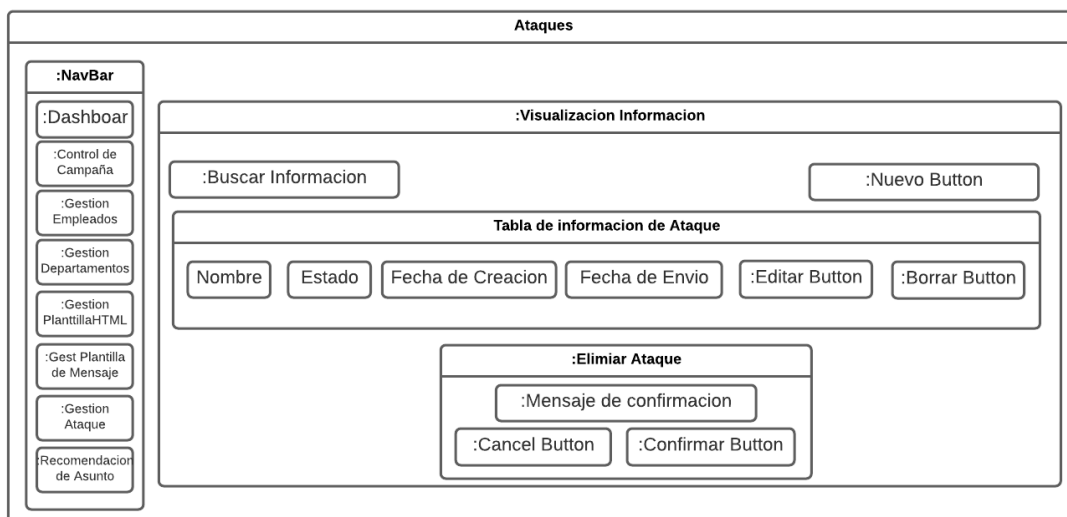 Ataques
:NavBar
:Dashboar
:Control de
Campaña
:Gestion
Empleados
:Gestion
Departamentos
:Gestion
PlanttillaHTML
:Gest Plantilla
de Mensaje
:Gestion
Ataque
:Recomendacion
de Asunto
:Visualizacion Informacion
:Buscar Informacion
:Nuevo Button
Tabla de informacion de Ataque
Nombre
Estado
Fecha de Creacion
Fecha de Envio
:Editar Button
:Borrar Button
:Elimiar Ataque
:Mensaje de confirmacion
:Cancel Button
:Confirmar Button